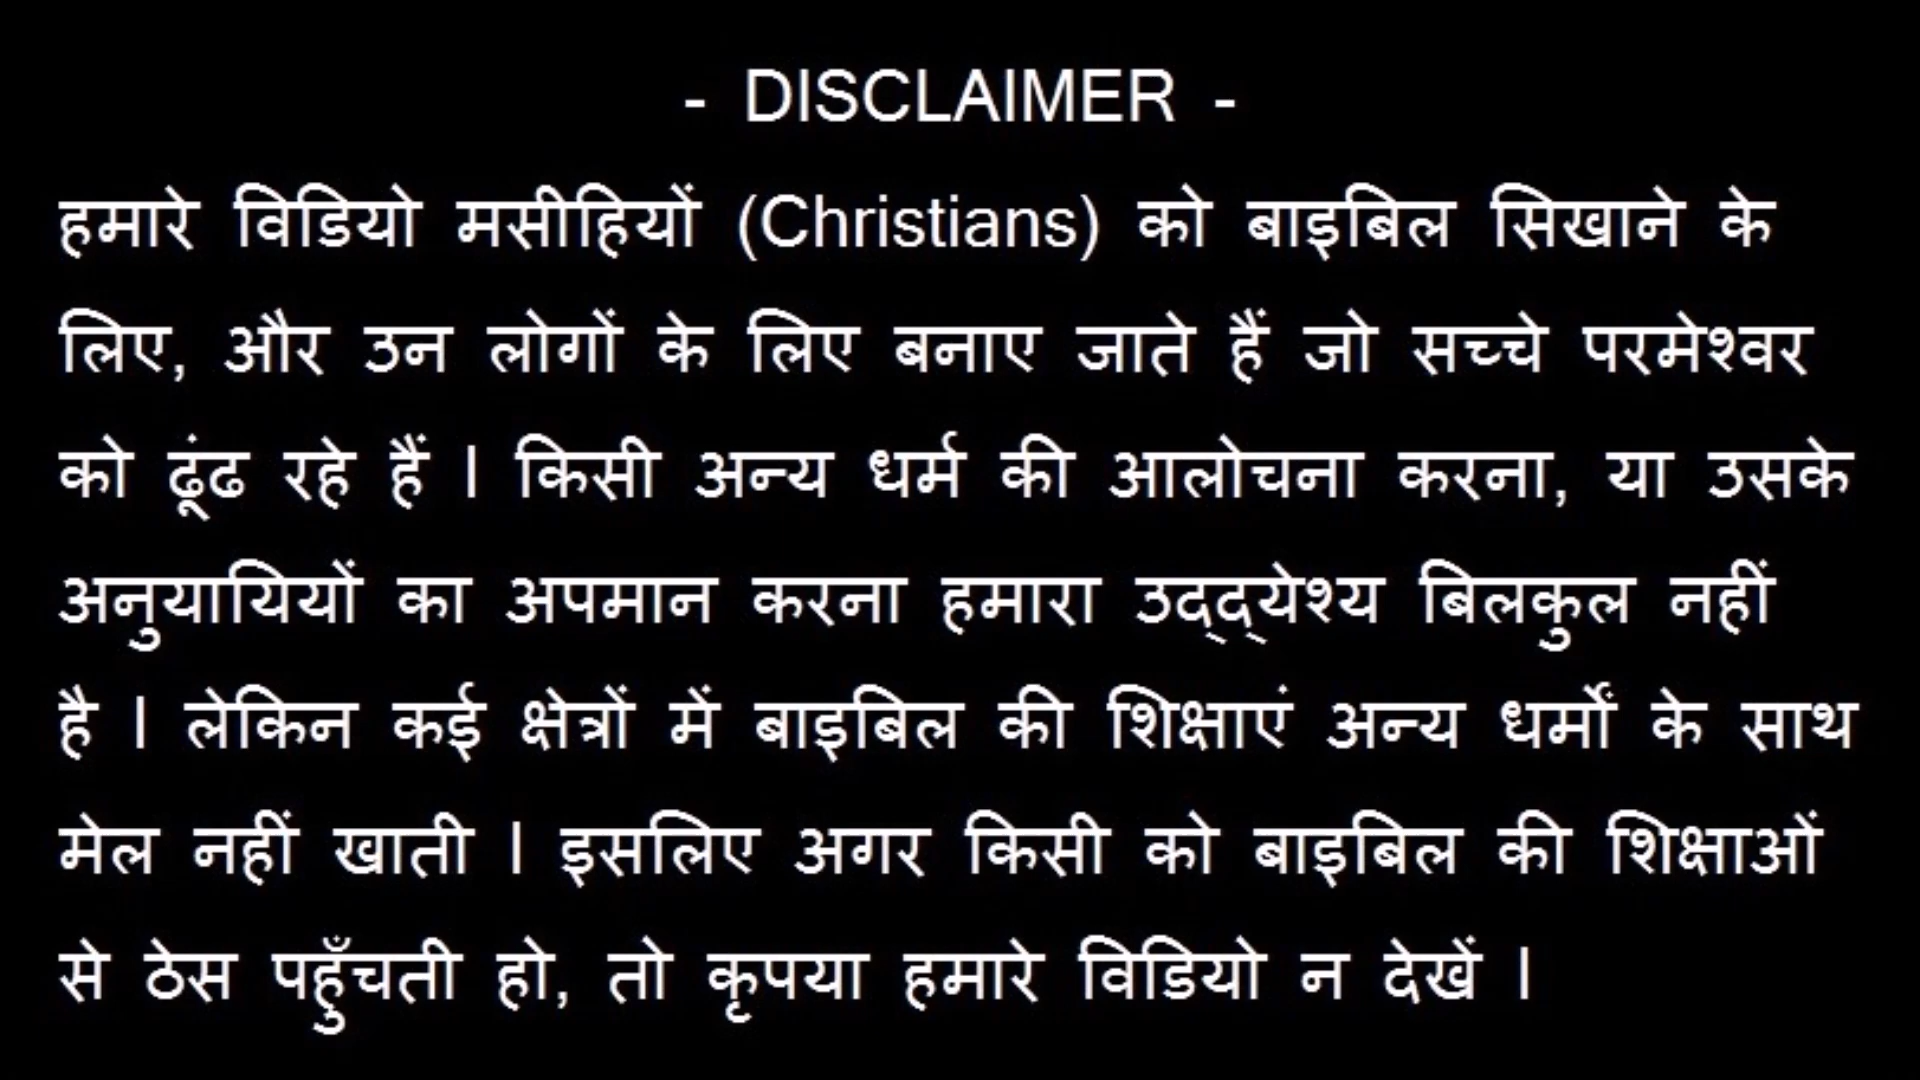 - DISCLAIMER -
हमारे विडियो मसीहियों (Christians) को बाइबिल सिखाने के
लिए, और उन लोगों के लिए बनाए जाते हैं जो सच्चे परमेश्वर
को ढूंढ रहे हैं । किसी अन्य धर्म की आलोचना करना, या उसके
अनुयायियों का अपमान करना हमारा उद्द्येश्य बिलकुल नहीं
है । लेकिन कई क्षेत्रों में बाइबिल की शिक्षाएं अन्य धर्मों के साथ
मेल नहीं खाती । इसलिए अगर किसी को बाइबिल की शिक्षाओं
से ठेस पहुँचती हो, तो कृपया हमारे विडियो न देखें ।